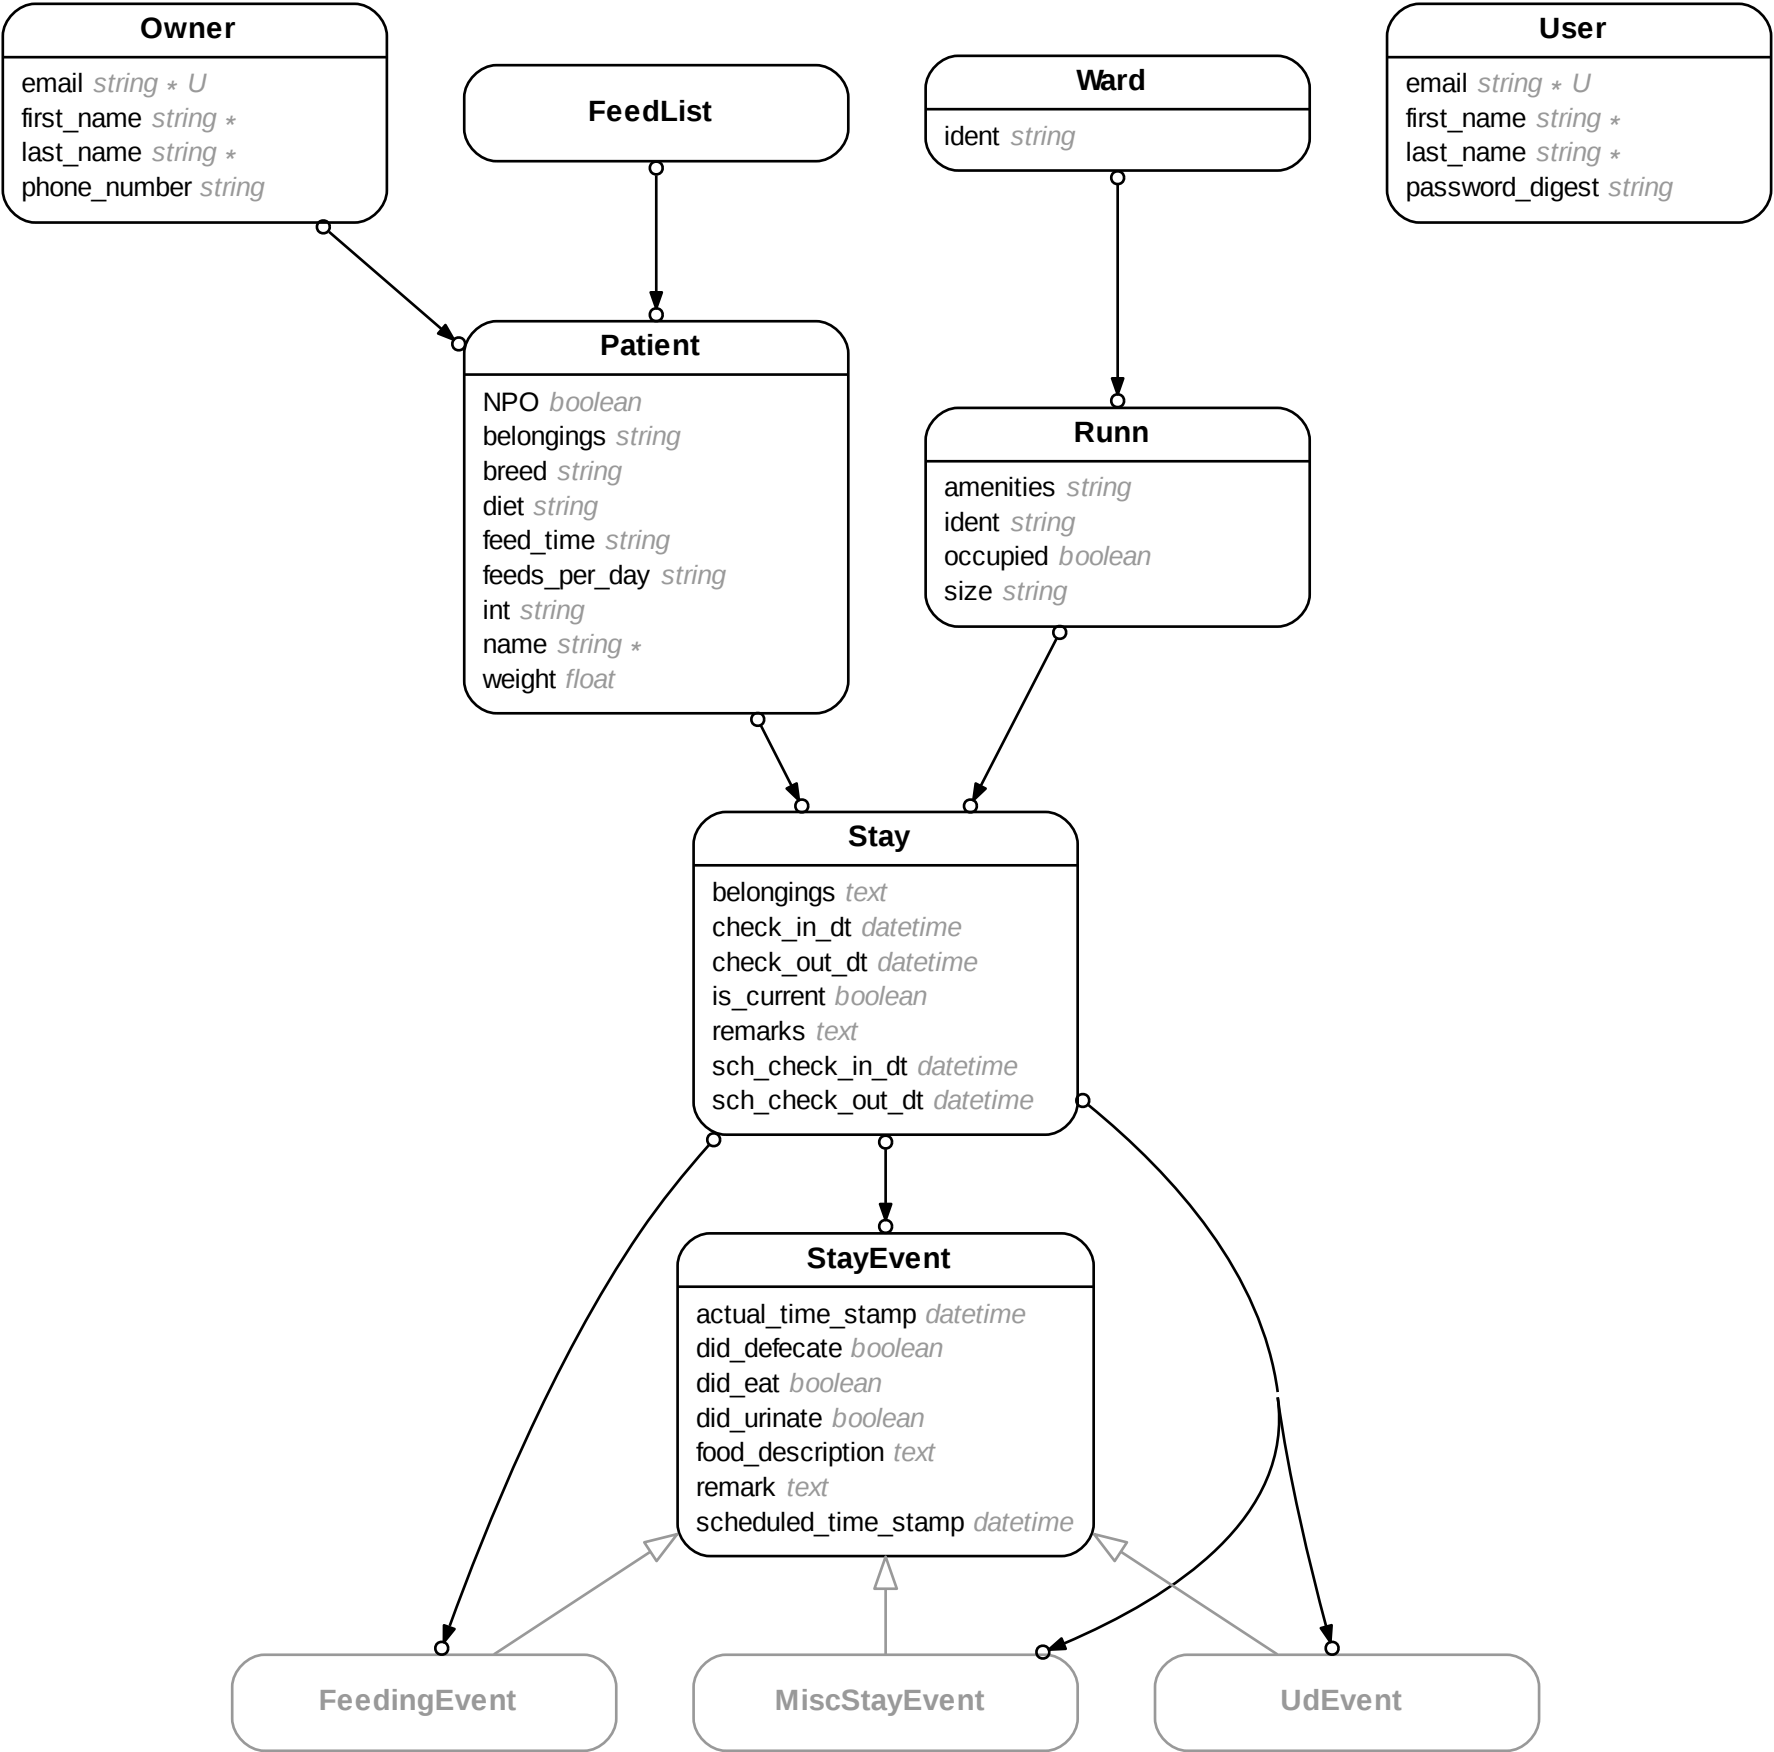 Owner
email string * U
first_name string *
last_name string *
phone_number string
FeedList
Ward
ident string
User
email string * U
first_name string *
last_name string *
password_digest string
Patient
NPO boolean
belongings string
breed string
diet string
feed_time string
feeds_per_day string
int string
name string *
weight float
Runn
amenities string
ident string
occupied boolean
size string
Stay
belongings text
check_in_dt datetime
check_out_dt datetime
is_current boolean
remarks text
sch_check_in_dt datetime
sch_check_out_dt datetime
StayEvent
actual_time_stamp datetime
did_defecate boolean
did_eat boolean
did_urinate boolean
food_description text
remark text
scheduled_time_stamp datetime
FeedingEvent
MiscStayEvent
UdEvent